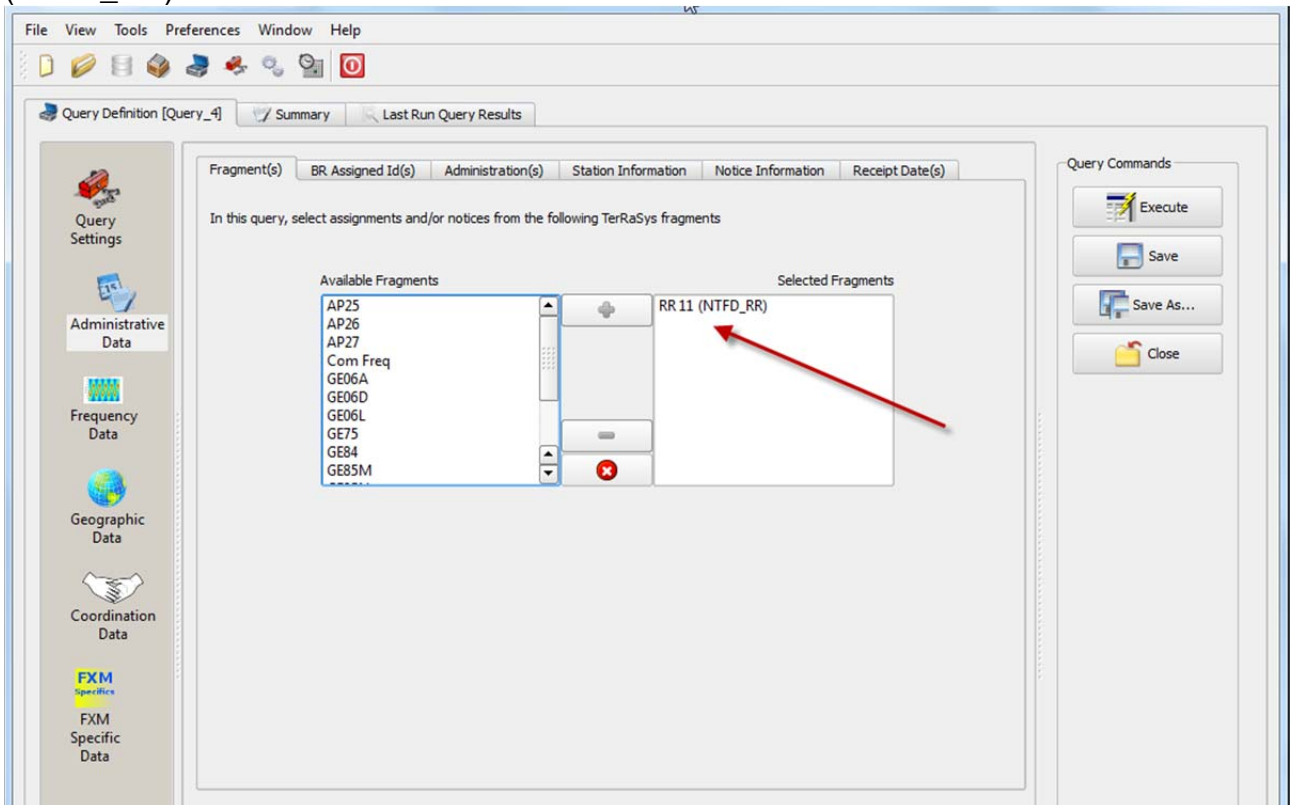 File View Tools Preferences Window Help
Query Definition [Query_4] Summary Last Run Query Results
Query Settings
Administrative Data
Frequency Data
Geographic Data
Coordination Data
FXM Specifics
FXM Specific Data
Fragment(s) BR Assigned Id(s) Administration(s) Station Information Notice Information Receipt Date(s)
In this query, select assignments and/or notices from the following TerRaSys fragments
Available Fragments
AP25
AP26
AP27
Com Freq
GE06A
GE06D
GE06L
GE75
GE84
GE85M
Selected Fragments
RR 11 (NTFD_RR)
Query Commands
Execute
Save
Save As...
Close